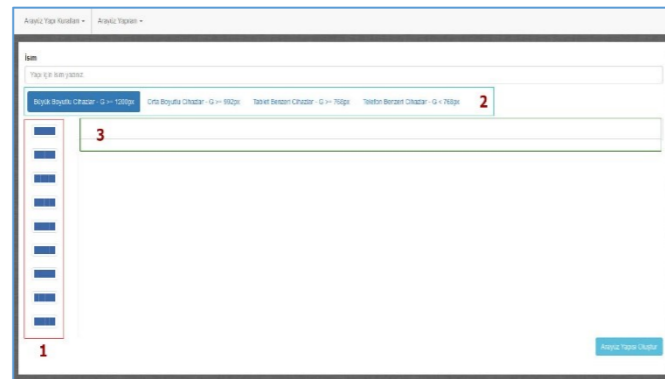 Arayüz Yapı Kuralları Arayüz Yapıları
İsim
Yapı için isim yazınız
Büyük Boyutlu Cihazlar - G >= 1200px Orta Boyutlu Cihazlar - G >= 992px Tablet Benzeri Cihazlar - G >= 768px Telefon Benzeri Cihazlar - G < 768px 2
3
1
Arayüz Yapısı Oluştur